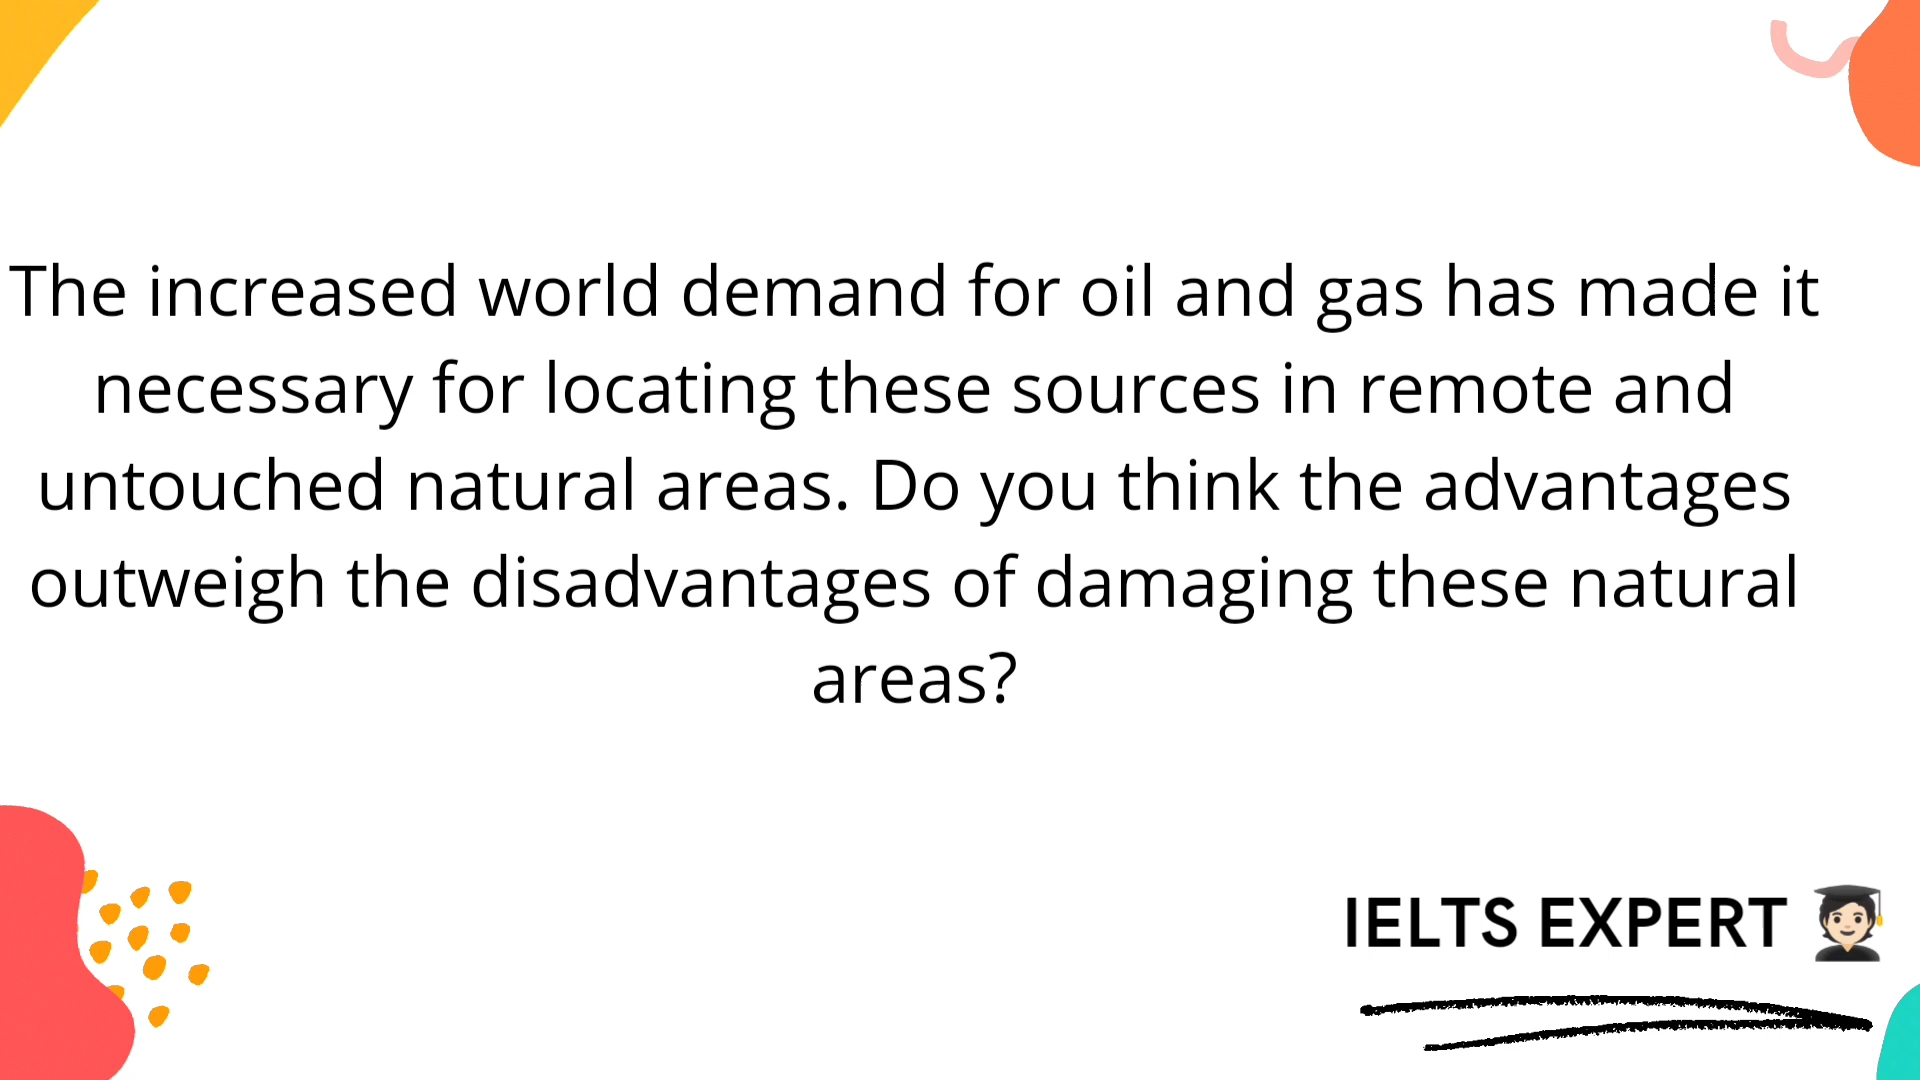 The increased world demand for oil and gas has made it
necessary for locating these sources in remote and
untouched natural areas. Do you think the advantages
outweigh the disadvantages of damaging these natural
areas?
IELTS EXPERT